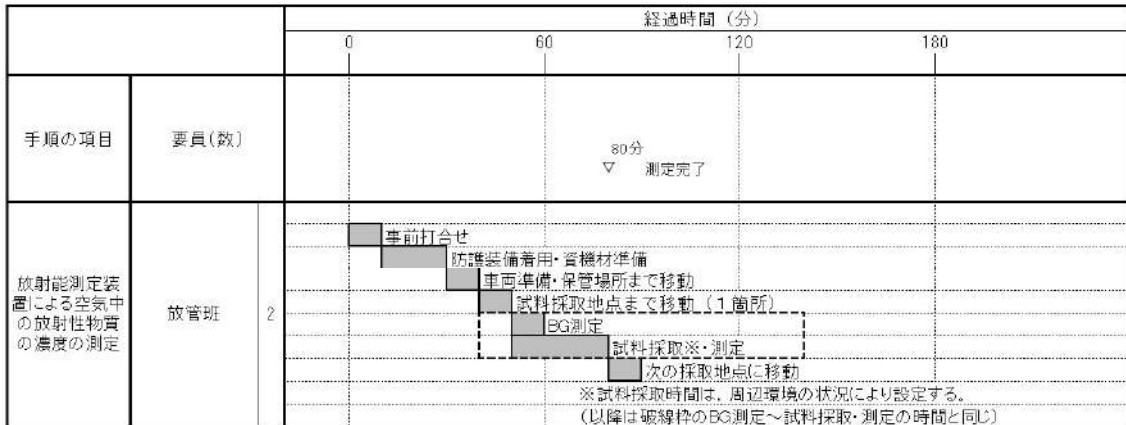 経過時間（分）
0 60 120 180
手順の項目
要員(数)
80分
▽ 測定完了
放射能測定装
置による空気中
の放射性物質
の濃度の測定
放管班
2
事前打合せ
防護装備着用・資機材準備
車両準備・保管場所まで移動
試料採取地点まで移動（１箇所）
BG測定
試料採取※・測定
次の採取地点に移動
※試料採取時間は，周辺環境の状況により設定する。
（以降は破線枠のBG測定～試料採取・測定の時間と同じ）